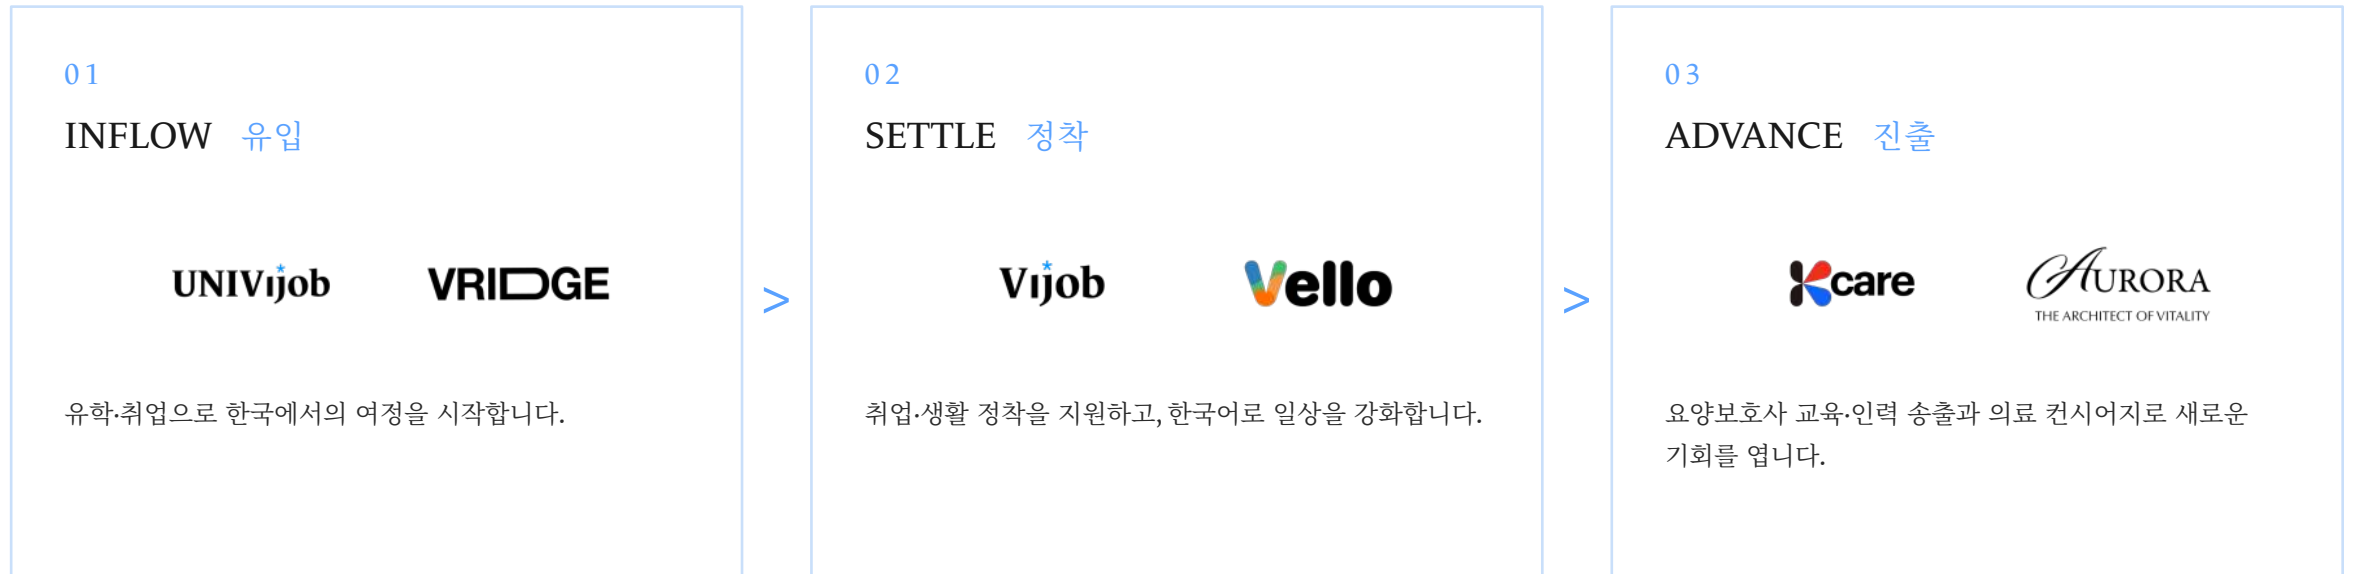 01
INFLOW 유입
UNIVijob VRIDGE
유학·취업으로 한국에서의 여정을 시작합니다.
>
02
SETTLE 정착
Vijob Vello
취업·생활 정착을 지원하고, 한국어로 일상을 강화합니다.
>
03
ADVANCE 진출
Kcare AURORA
THE ARCHITECT OF VITALITY
요양보호사 교육·인력 송출과 의료 컨시어지로 새로운
기회를 엽니다.